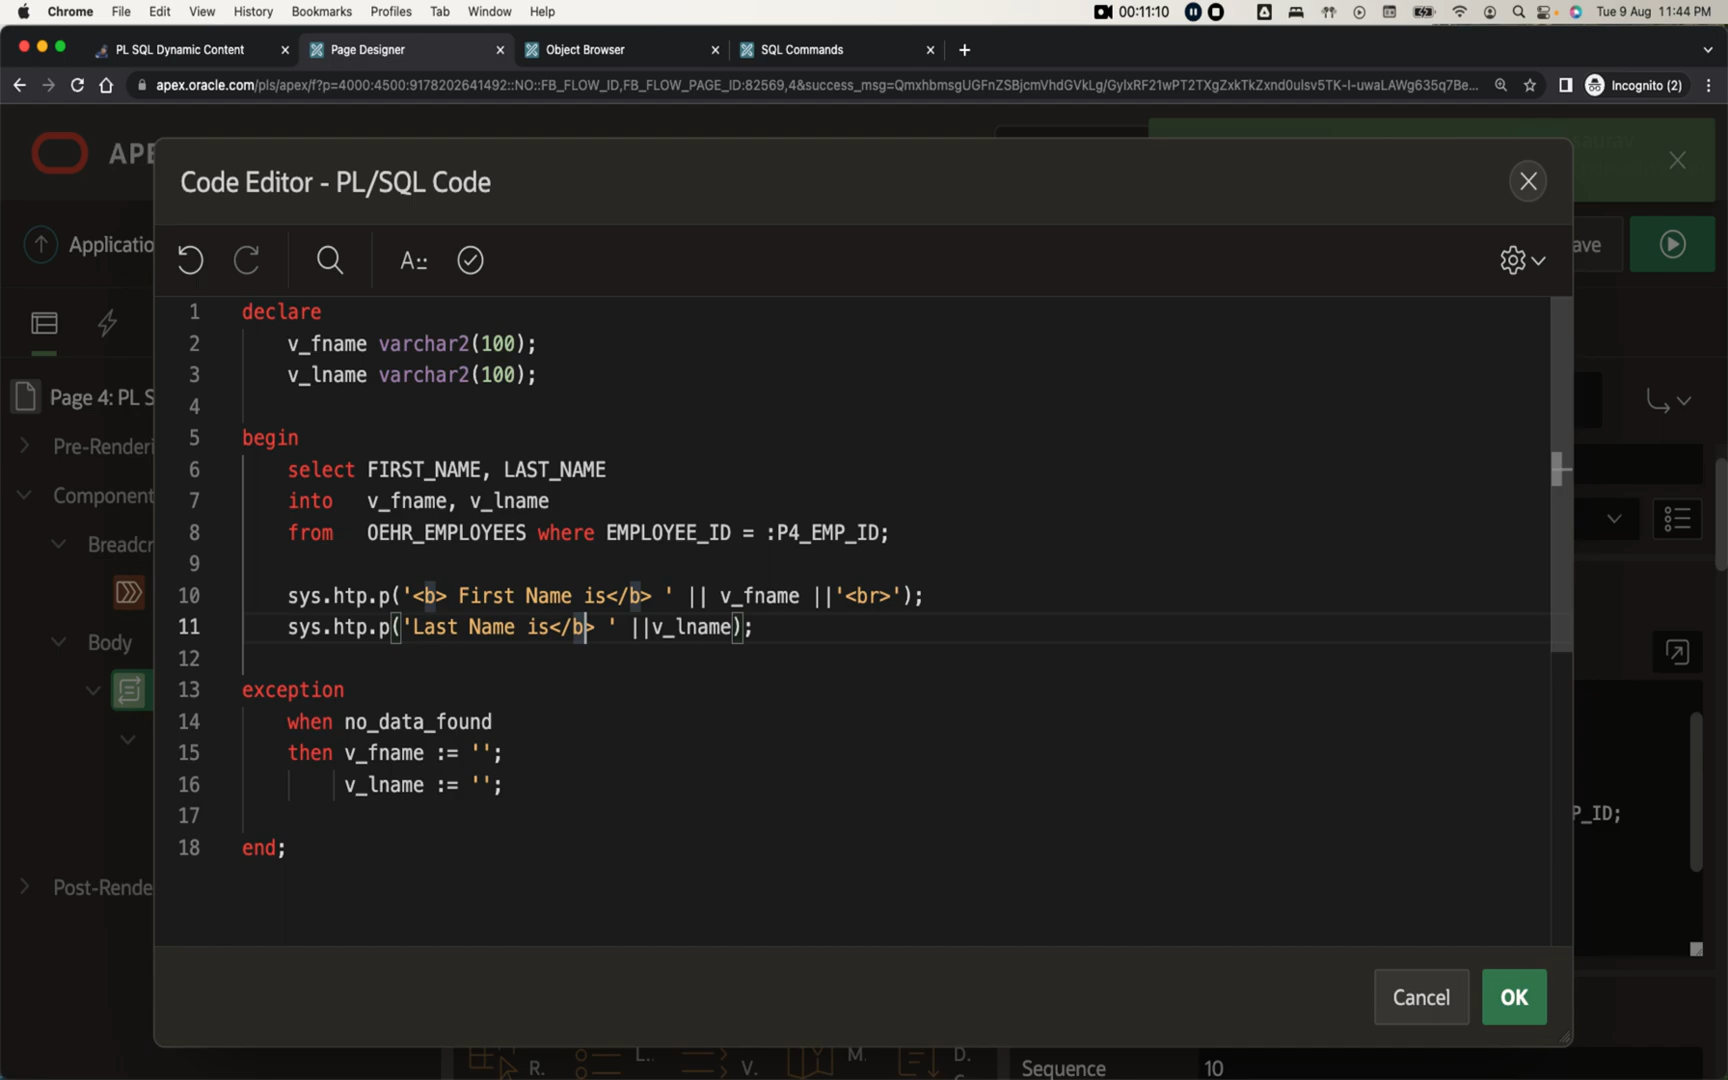 Chrome File Edit View History Bookmarks Profiles Tab Window Help 00:11:10 Tue 9 Aug 11:44 PM
PL SQL Dynamic Content Page Designer Object Browser SQL Commands
apex.oracle.com/pls/apex/f?p=4000:4500:9178202641492::NO::FB_FLOW_ID,FB_FLOW_PAGE_ID:82569,4&success_msg=QmxhbmsgUGFnZSBjcmVhdGVkLg/GylxRF21wPT2TXgZxkTkZxnd0ulsv5TK-I-uwaLAWg635q7Be... Incognito (2)
APE
Code Editor - PL/SQL Code
Applicatio
ave
1 declare
2 v_fname varchar2(100);
3 v_lname varchar2(100);
4
5 begin
6 select FIRST_NAME, LAST_NAME
7 into v_fname, v_lname
8 from OEHR_EMPLOYEES where EMPLOYEE_ID = :P4_EMP_ID;
9
10 sys.htp.p('<b> First Name is</b> ' || v_fname ||'<br>');
11 sys.htp.p('Last Name is</b> ' ||v_lname);
12
13 exception
14 when no_data_found
15 then v_fname := '';
16 v_lname := '';
17
18 end;
Page 4: PL S
Pre-Renderi
Component
Breadcr
Body
Post-Rende
P_ID;
Cancel OK
R. L.. V. M. D.
Sequence 10